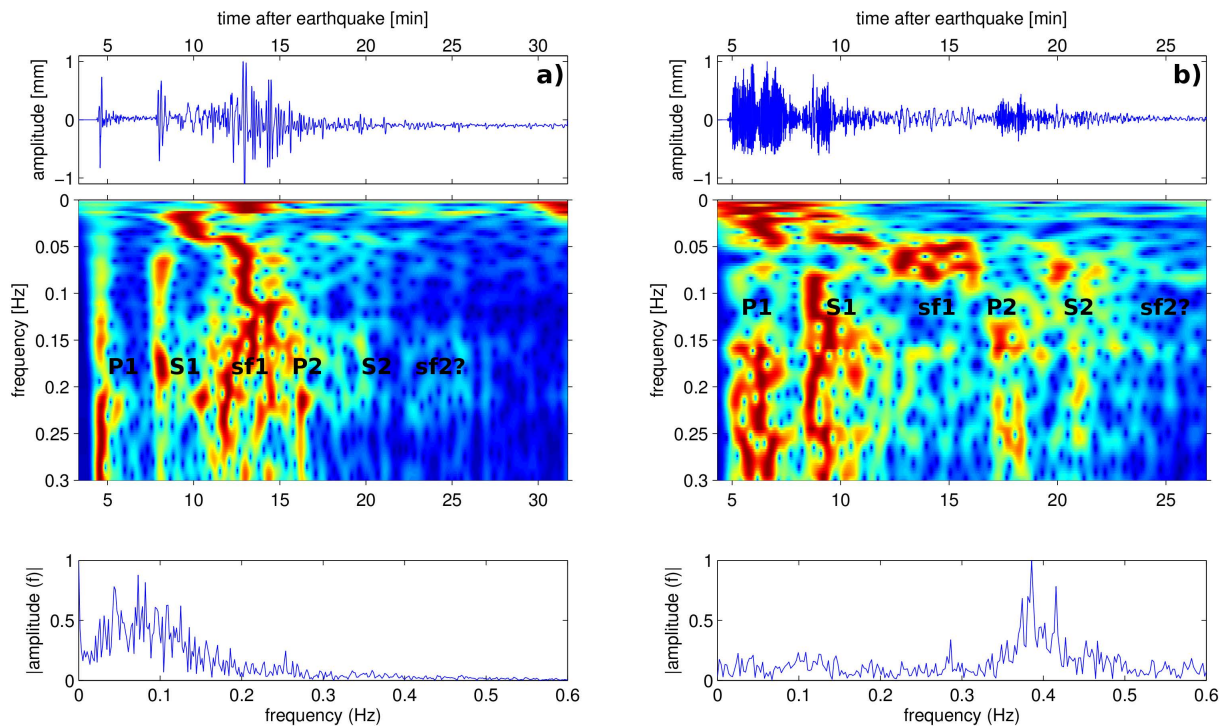 time after earthquake [min]
5 10 15 20 25 30
1
0
−1
amplitude [mm]
a)
0
0.05
0.1
0.15
0.2
0.25
0.3
frequency [Hz]
P1 S1 sf1 P2 S2 sf2?
5 10 15 20 25 30
1
0.5
0
|amplitude (f)|
0 0.1 0.2 0.3 0.4 0.5 0.6
frequency (Hz)
time after earthquake [min]
5 10 15 20 25
1
0
−1
amplitude [mm]
b)
0
0.05
0.1
0.15
0.2
0.25
0.3
frequency [Hz]
P1 S1 sf1 P2 S2 sf2?
5 10 15 20 25
1
0.5
0
|amplitude (f)|
0 0.1 0.2 0.3 0.4 0.5 0.6
frequency (Hz)